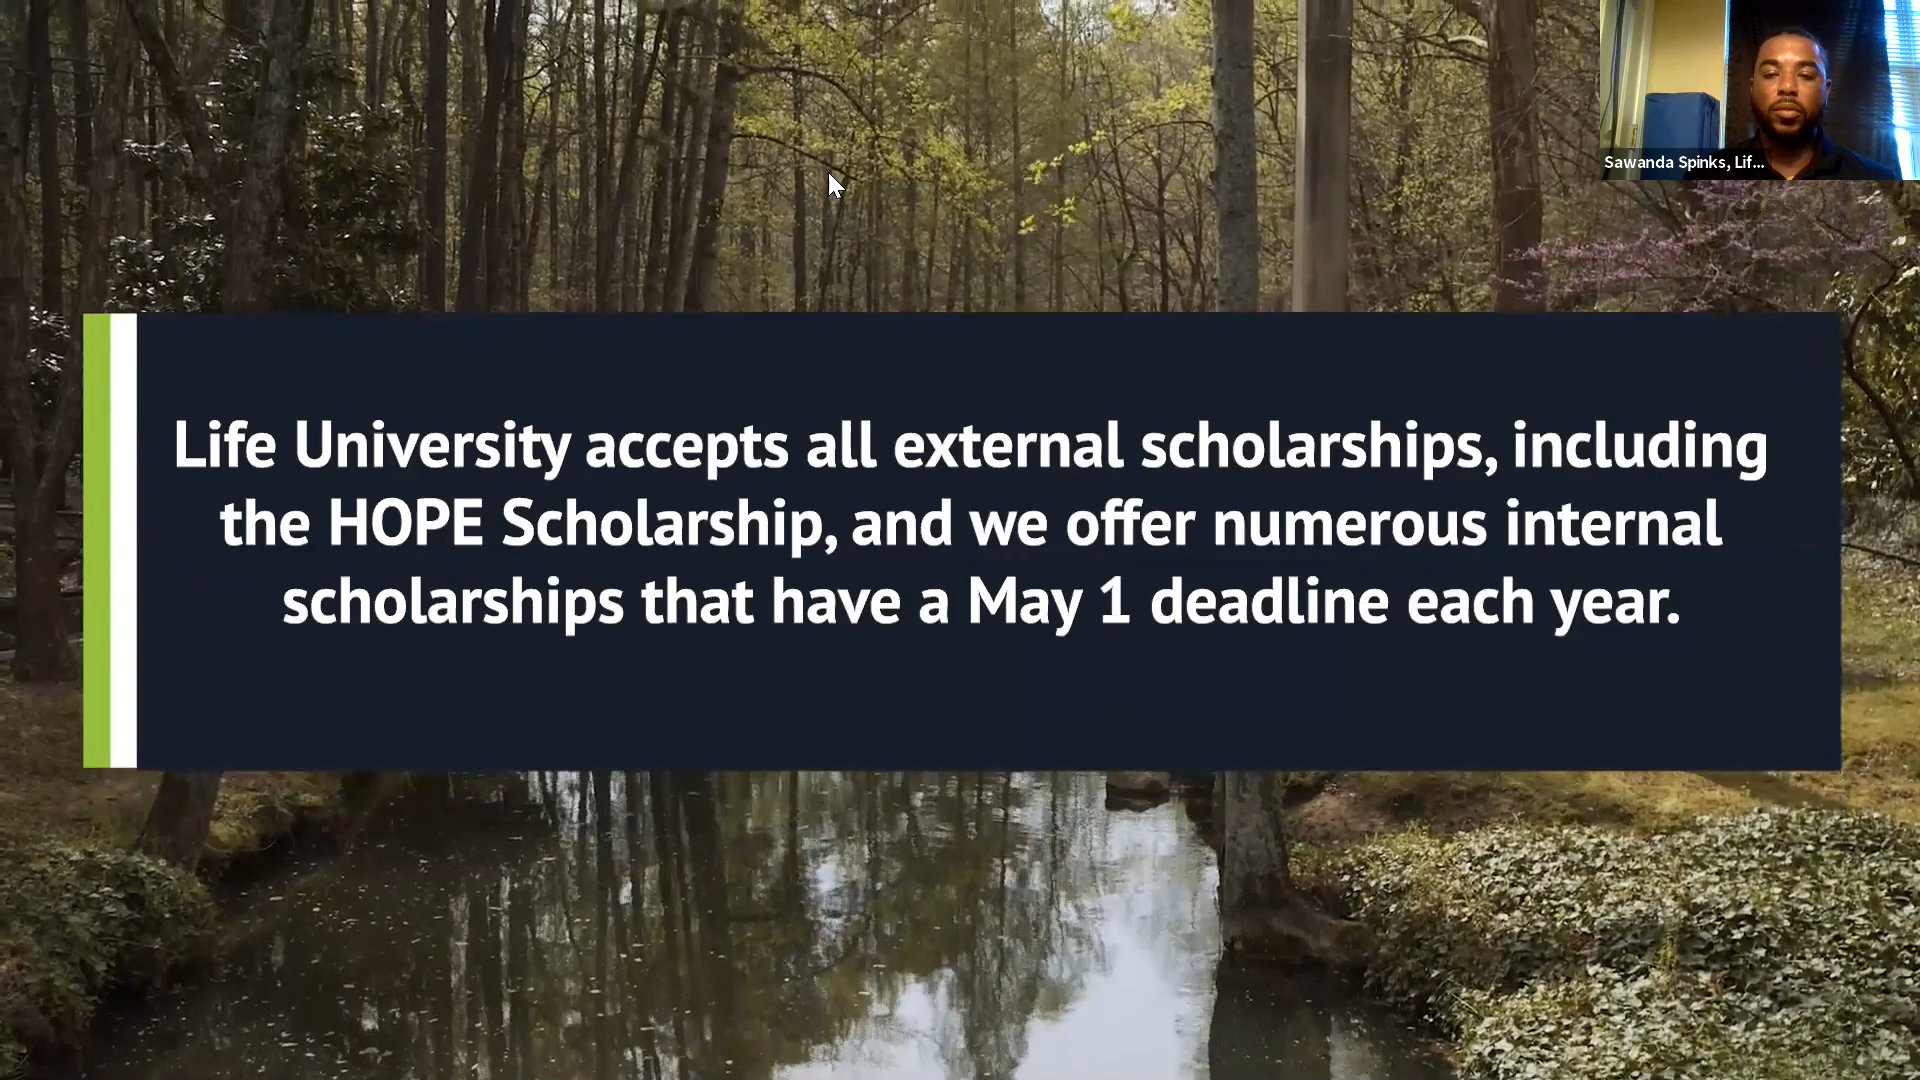 Sawanda Spinks, Lif...
Life University accepts all external scholarships, including
the HOPE Scholarship, and we offer numerous internal
scholarships that have a May 1 deadline each year.